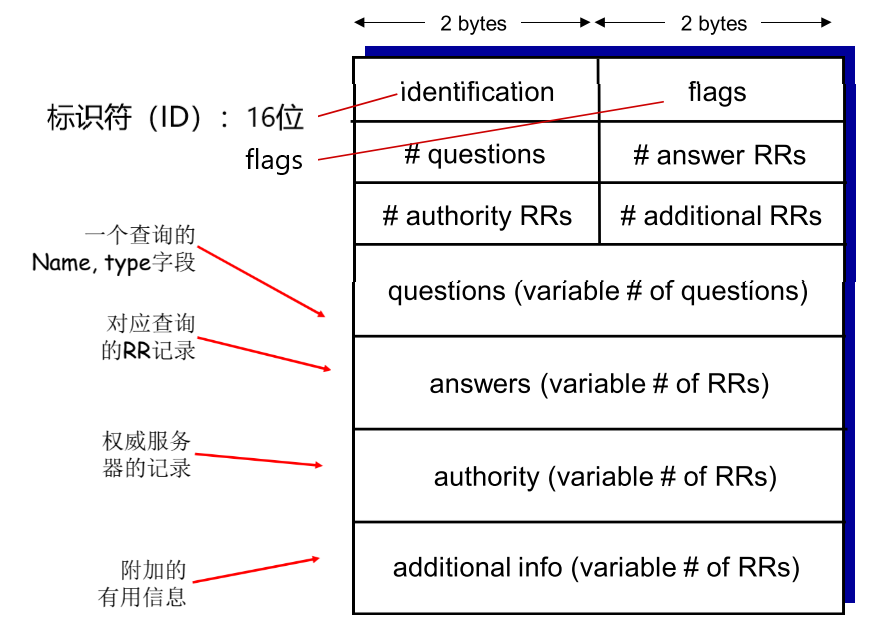 2 bytes 2 bytes
标识符（ID）：16位
flags
identification flags
# questions # answer RRs
# authority RRs # additional RRs
一个查询的
Name, type字段
questions (variable # of questions)
对应查询
的RR记录
answers (variable # of RRs)
权威服务
器的记录
authority (variable # of RRs)
附加的
有用信息
additional info (variable # of RRs)